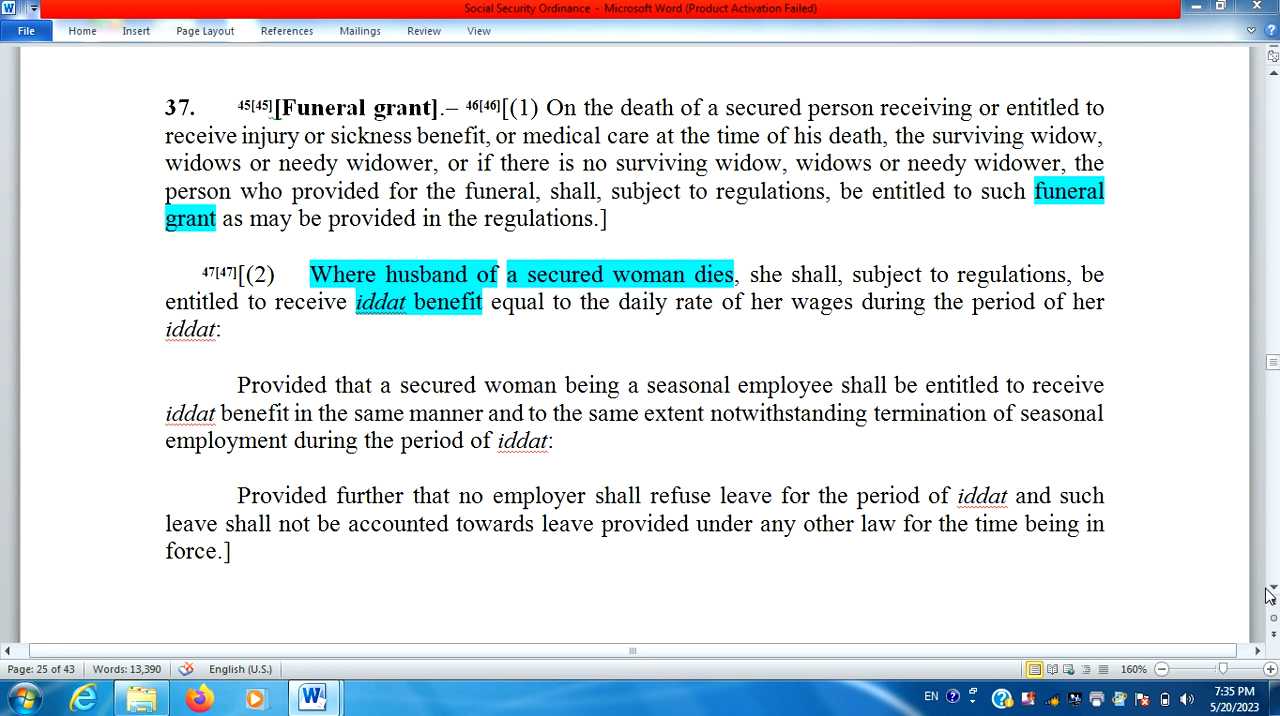 Social Security Ordinance - Microsoft Word (Product Activation Failed)
File Home Insert Page Layout References Mailings Review View
37. 45[45][Funeral grant].– 46[46][(1) On the death of a secured person receiving or entitled to
receive injury or sickness benefit, or medical care at the time of his death, the surviving widow,
widows or needy widower, or if there is no surviving widow, widows or needy widower, the
person who provided for the funeral, shall, subject to regulations, be entitled to such funeral
grant as may be provided in the regulations.]
47[47][(2) Where husband of a secured woman dies, she shall, subject to regulations, be
entitled to receive iddat benefit equal to the daily rate of her wages during the period of her
iddat:
Provided that a secured woman being a seasonal employee shall be entitled to receive
iddat benefit in the same manner and to the same extent notwithstanding termination of seasonal
employment during the period of iddat:
Provided further that no employer shall refuse leave for the period of iddat and such
leave shall not be accounted towards leave provided under any other law for the time being in
force.]
Page: 25 of 43 Words: 13,390 English (U.S.) 160%
EN 7:35 PM
5/20/2023